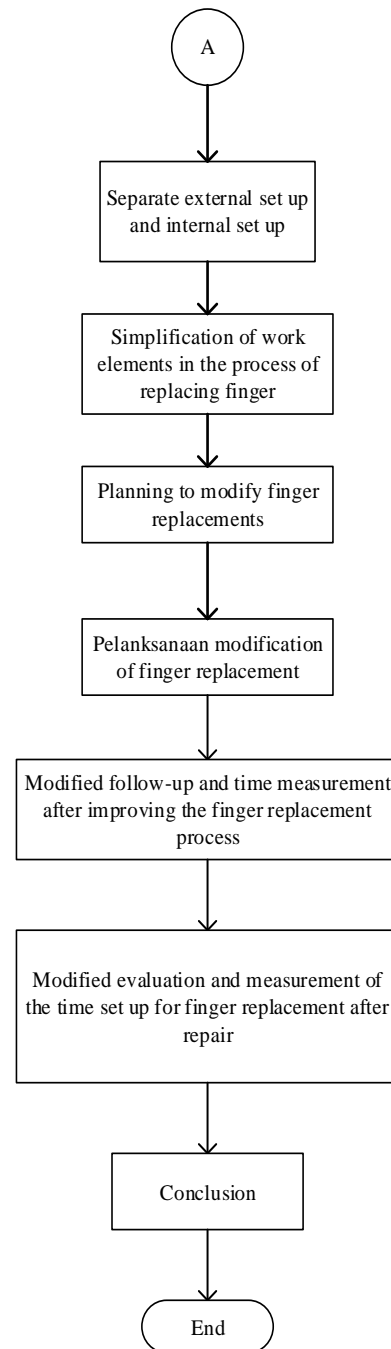 A
Separate external set up
and internal set up
Simplification of work
elements in the process of
replacing finger
Planning to modify finger
replacements
Pelanksanaan modification
of finger replacement
Modified follow-up and time measurement
after improving the finger replacement
process
Modified evaluation and measurement of
the time set up for finger replacement after
repair
Conclusion
End